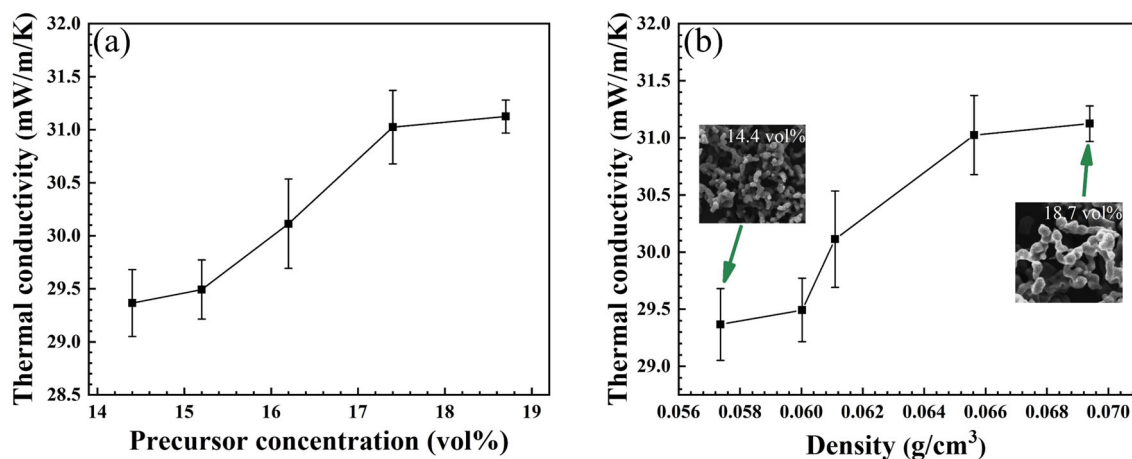 (a)
Thermal conductivity (mW/m/K)
32.0
31.5
31.0
30.5
30.0
29.5
29.0
28.5
14 15 16 17 18 19
Precursor concentration (vol%)
(b)
Thermal conductivity (mW/m/K)
32.0
31.5
31.0
30.5
30.0
29.5
29.0
14.4 vol%
18.7 vol%
0.056 0.058 0.060 0.062 0.064 0.066 0.068 0.070
Density (g/cm³)